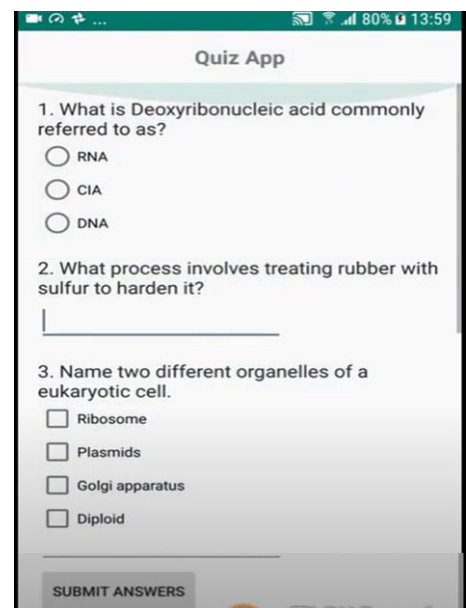 ... 80% 13:59
Quiz App
1. What is Deoxyribonucleic acid commonly
referred to as?
RNA
CIA
DNA
2. What process involves treating rubber with
sulfur to harden it?
3. Name two different organelles of a
eukaryotic cell.
Ribosome
Plasmids
Golgi apparatus
Diploid
SUBMIT ANSWERS